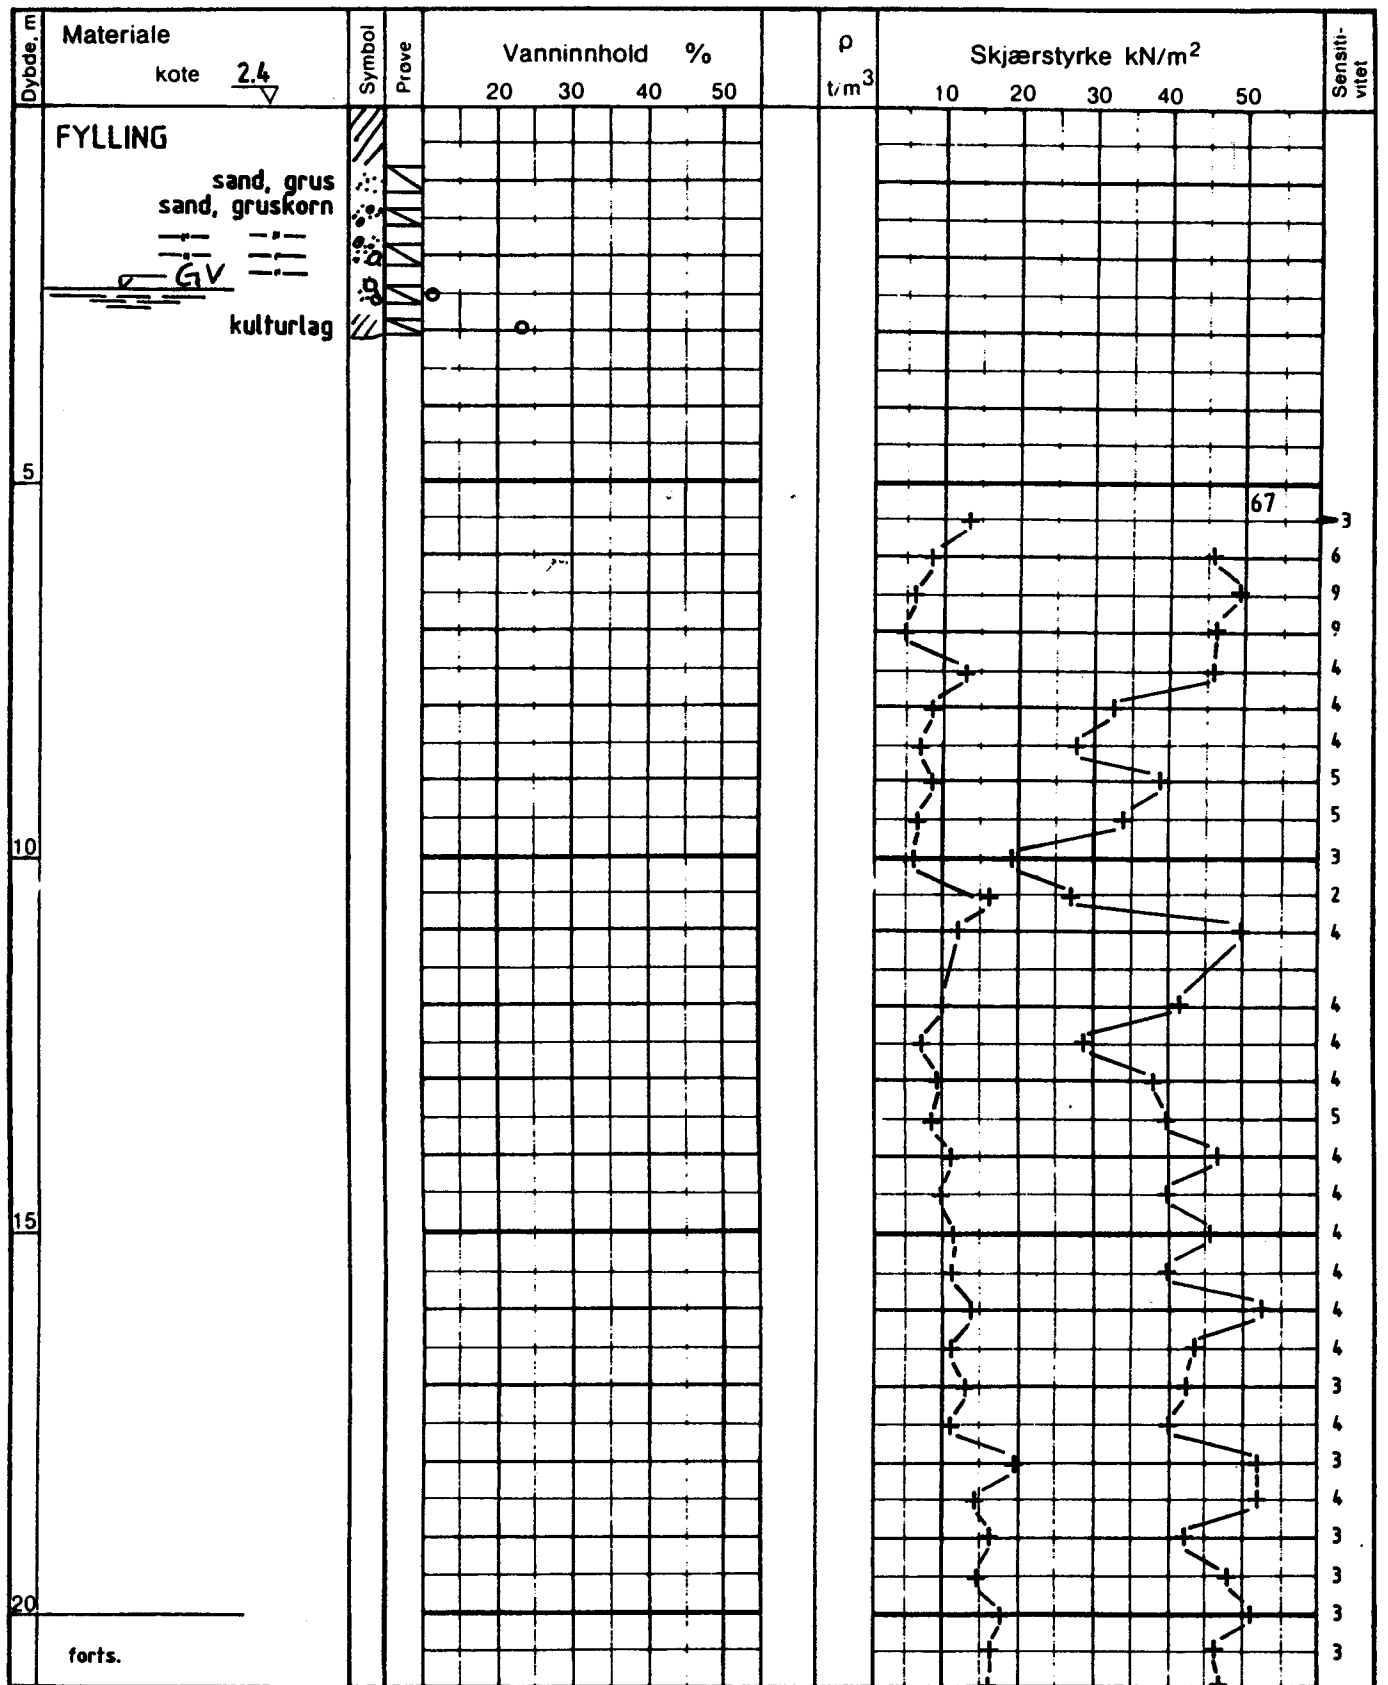 Dybde, m
Materiale
kote 2.4
Symbol
Prøve
Vanninnhold %
20 30 40 50
ρ
t/m³
Skjærstyrke kN/m²
10 20 30 40 50
Sensiti-
vitet
FYLLING
sand, grus
sand, gruskorn
—"— —"—
—"— —"—
GV —"—
kulturlag
5
67
3
6
9
9
4
4
4
5
5
10 3
2
4
4
4
4
5
4
4
15 4
4
4
4
3
4
3
4
3
3
20 3
forts. 3